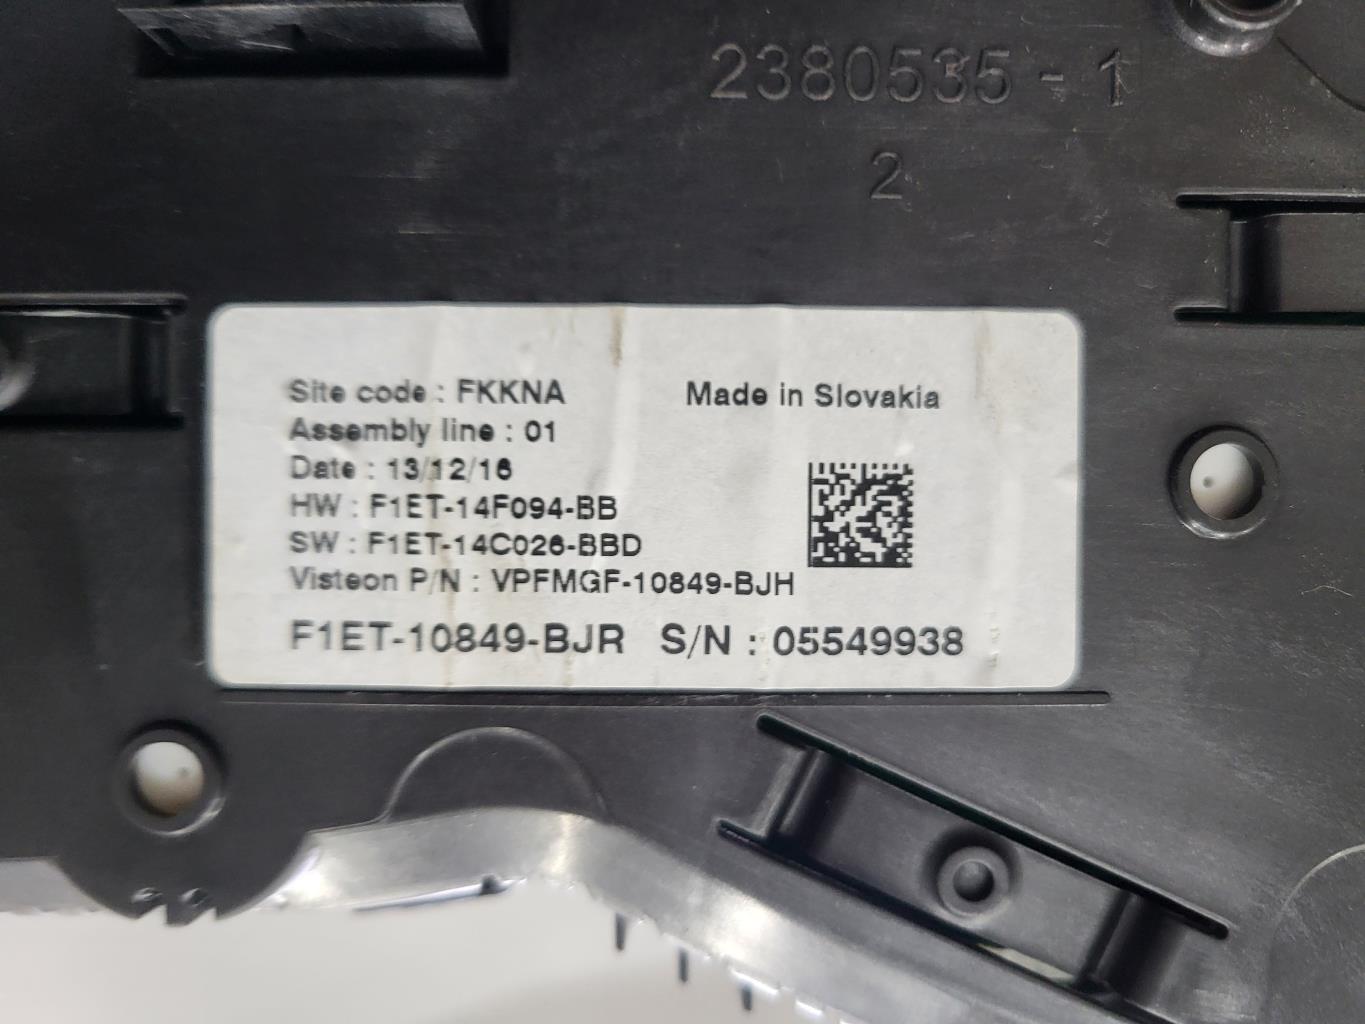 2380535-1
2
Site code : FKKNA Made in Slovakia
Assembly line : 01
Date : 13/12/16
HW : F1ET-14F094-BB
SW : F1ET-14C026-BBD
Visteon P/N : VPFMGF-10849-BJH
F1ET-10849-BJR S/N : 05549938